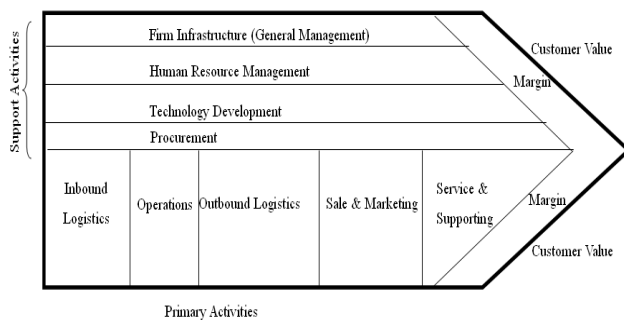 Support Activities
Firm Infrastructure (General Management)
Customer Value
Human Resource Management
Margin
Technology Development
Procurement
Inbound
Logistics
Operations
Outbound Logistics
Sale & Marketing
Service &
Supporting
Margin
Customer Value
Primary Activities